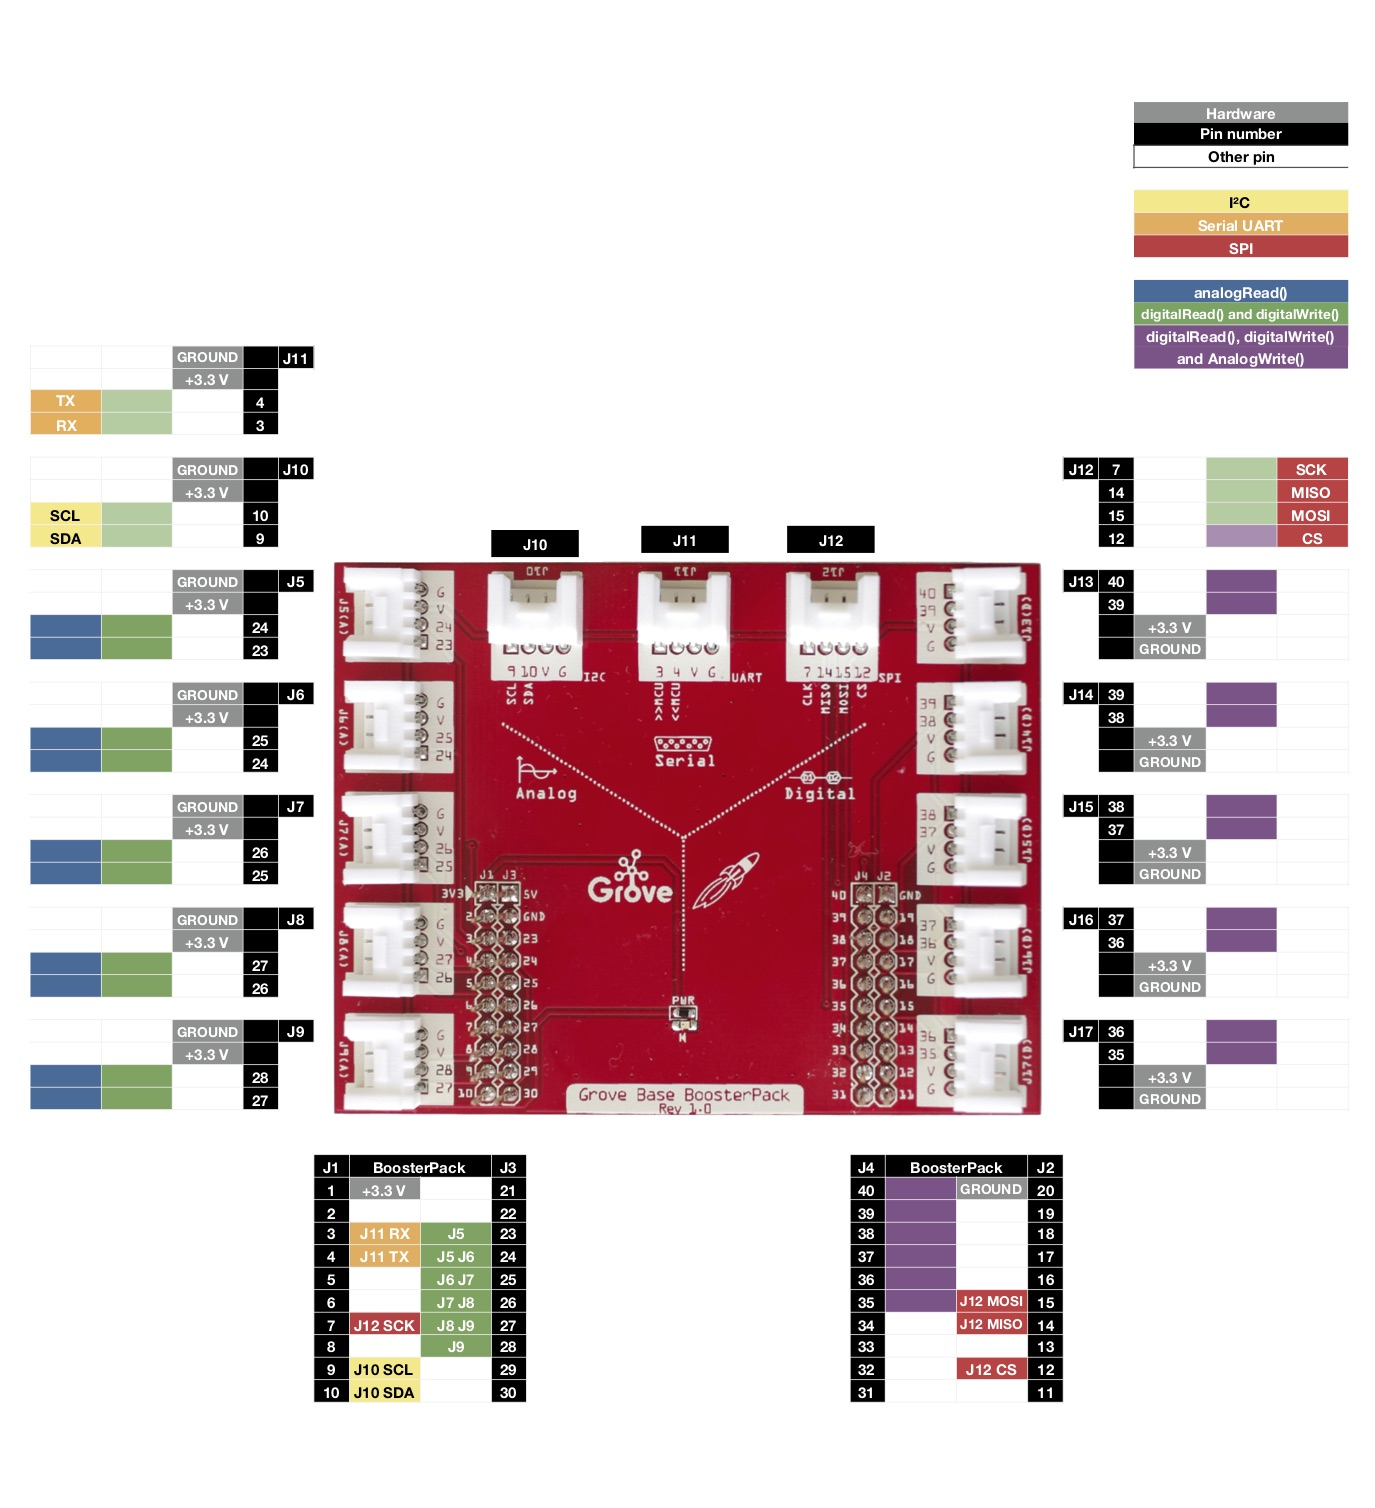 Hardware
Pin number
Other pin
I²C
Serial UART
SPI
analogRead()
digitalRead() and digitalWrite()
digitalRead(), digitalWrite()
and AnalogWrite()
GROUND J11
+3.3 V
TX 4
RX 3
GROUND J10
+3.3 V
SCL 10
SDA 9
GROUND J5
+3.3 V
24
23
GROUND J6
+3.3 V
25
24
GROUND J7
+3.3 V
26
25
GROUND J8
+3.3 V
27
26
GROUND J9
+3.3 V
28
27
J12 7 SCK
14 MISO
15 MOSI
12 CS
J13 40
39
+3.3 V
GROUND
J14 39
38
+3.3 V
GROUND
J15 38
37
+3.3 V
GROUND
J16 37
36
+3.3 V
GROUND
J17 36
35
+3.3 V
GROUND
J10 J11 J12
J10 J11 J12
J5(A)
G
V
24
23
J6(A)
G
V
25
24
J7(A)
G
V
26
25
J8(A)
G
V
27
26
J9(A)
G
V
28
27
9 10 V G
I2C
SCL
SDA
3 4 V G
UART
>>MCU
<<MCU
7 14 15 12
SPI
CLK
MISO
MOSI
CS
40
39
V
G
J13(D)
39
38
V
G
J14(D)
38
37
V
G
J15(D)
37
36
V
G
J16(D)
36
35
V
G
J17(D)
Serial
Analog
Digital
Grove
J1 J3
3V3 5V
2 GND
3 23
4 24
5 25
6 26
7 27
8 28
9 29
10 30
J4 J2
40 GND
39 19
38 18
37 17
36 16
35 15
34 14
33 13
32 12
31 11
PWR
Grove Base BoosterPack
Rev 1.0
J1 BoosterPack J3
1 +3.3 V 21
2 22
3 J11 RX J5 23
4 J11 TX J5 J6 24
5 J6 J7 25
6 J7 J8 26
7 J12 SCK J8 J9 27
8 J9 28
9 J10 SCL 29
10 J10 SDA 30
J4 BoosterPack J2
40 GROUND 20
39 19
38 18
37 17
36 16
35 J12 MOSI 15
34 J12 MISO 14
33 13
32 J12 CS 12
31 11